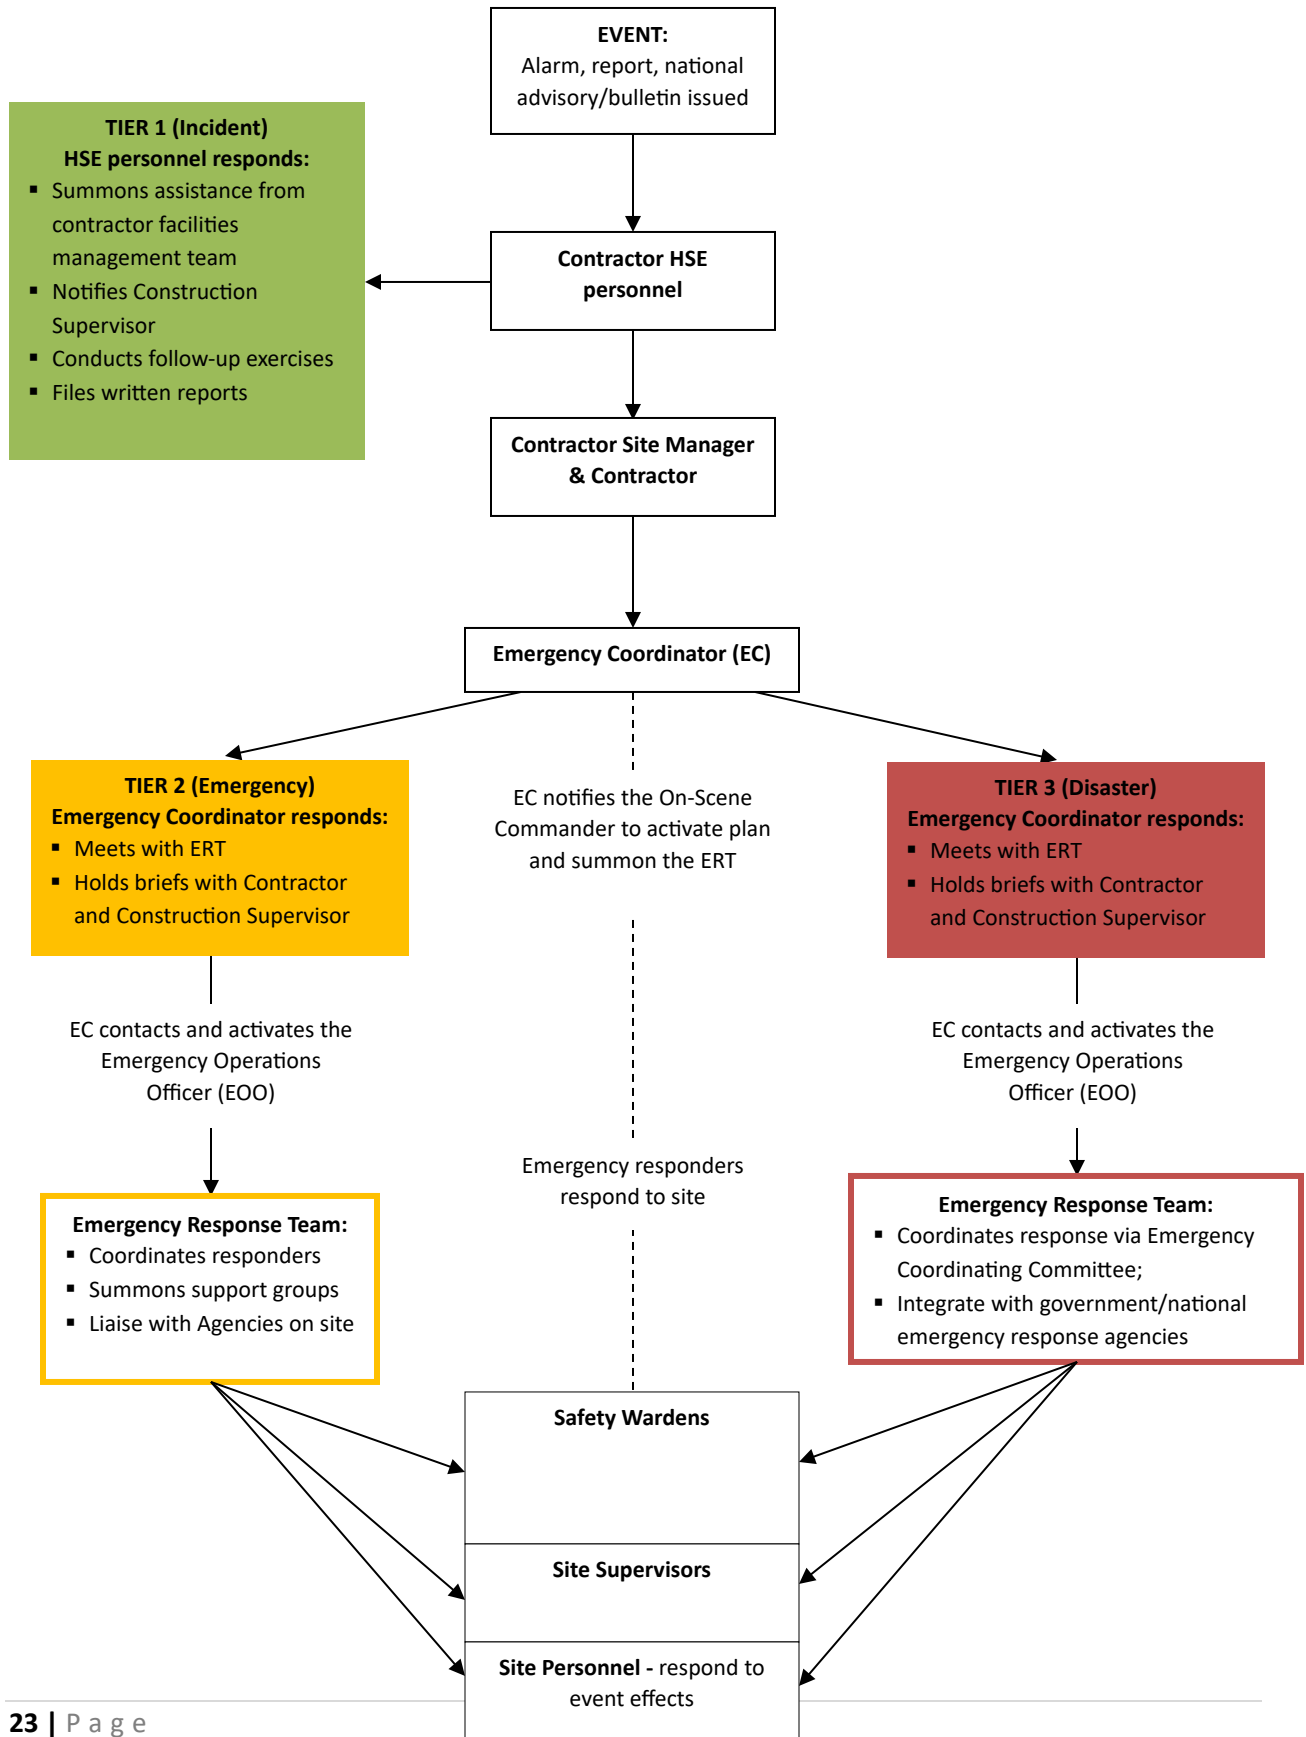 EVENT:
Alarm, report, national
advisory/bulletin issued
TIER 1 (Incident)
HSE personnel responds:
▪ Summons assistance from
contractor facilities
management team
▪ Notifies Construction
Supervisor
▪ Conducts follow-up exercises
▪ Files written reports
Contractor HSE
personnel
Contractor Site Manager
& Contractor
Emergency Coordinator (EC)
TIER 2 (Emergency)
Emergency Coordinator responds:
▪ Meets with ERT
▪ Holds briefs with Contractor
and Construction Supervisor
EC notifies the On-Scene
Commander to activate plan
and summon the ERT
TIER 3 (Disaster)
Emergency Coordinator responds:
▪ Meets with ERT
▪ Holds briefs with Contractor
and Construction Supervisor
EC contacts and activates the
Emergency Operations
Officer (EOO)
EC contacts and activates the
Emergency Operations
Officer (EOO)
Emergency responders
respond to site
Emergency Response Team:
▪ Coordinates responders
▪ Summons support groups
▪ Liaise with Agencies on site
Emergency Response Team:
▪ Coordinates response via Emergency
Coordinating Committee;
▪ Integrate with government/national
emergency response agencies
Safety Wardens
Site Supervisors
Site Personnel - respond to
event effects
23 | P a g e